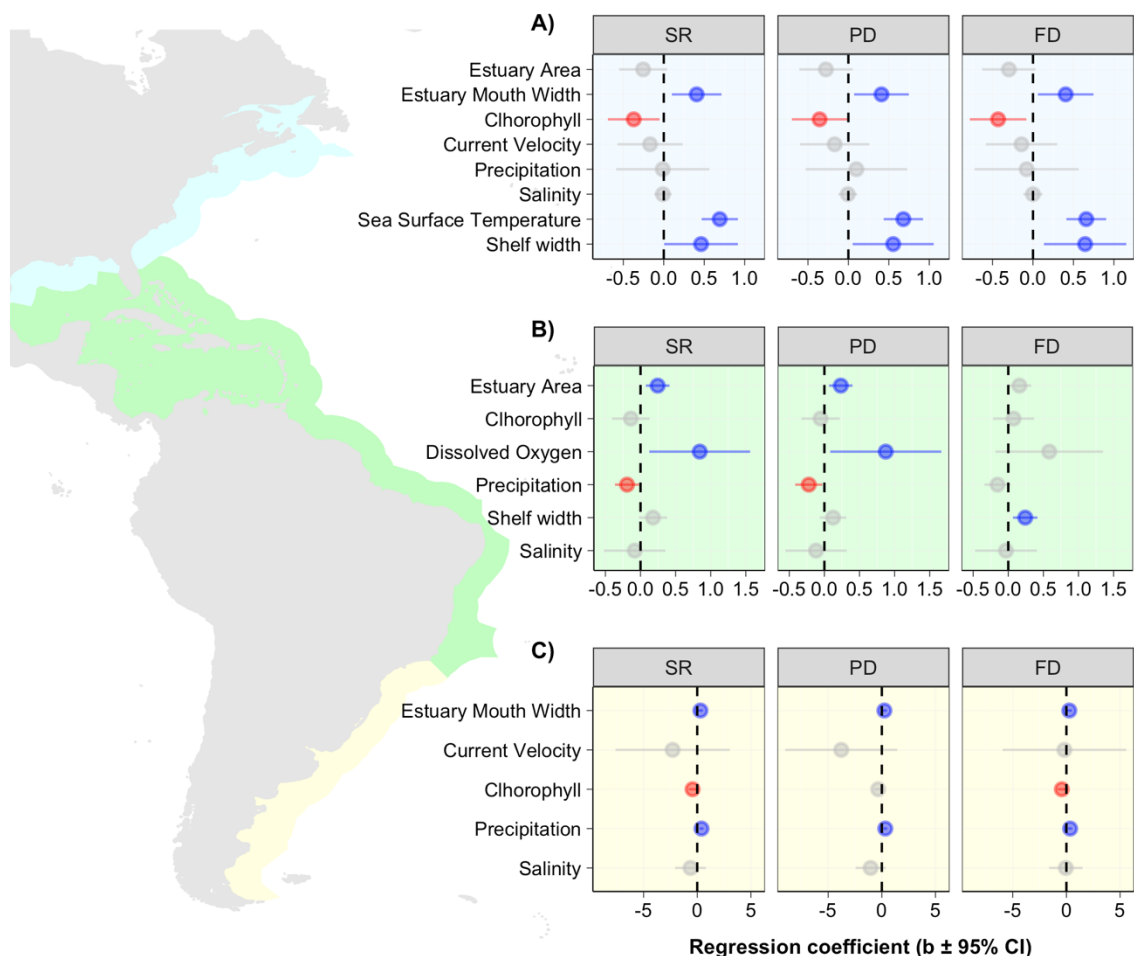 A)
SR PD FD
Estuary Area
Estuary Mouth Width
Clhorophyll
Current Velocity
Precipitation
Salinity
Sea Surface Temperature
Shelf width
-0.5 0.0 0.5 1.0 -0.5 0.0 0.5 1.0 -0.5 0.0 0.5 1.0
B)
SR PD FD
Estuary Area
Clhorophyll
Dissolved Oxygen
Precipitation
Shelf width
Salinity
-0.5 0.0 0.5 1.0 1.5 -0.5 0.0 0.5 1.0 1.5 -0.5 0.0 0.5 1.0 1.5
C)
SR PD FD
Estuary Mouth Width
Current Velocity
Clhorophyll
Precipitation
Salinity
-5 0 5 -5 0 5 -5 0 5
Regression coefficient (b ± 95% CI)